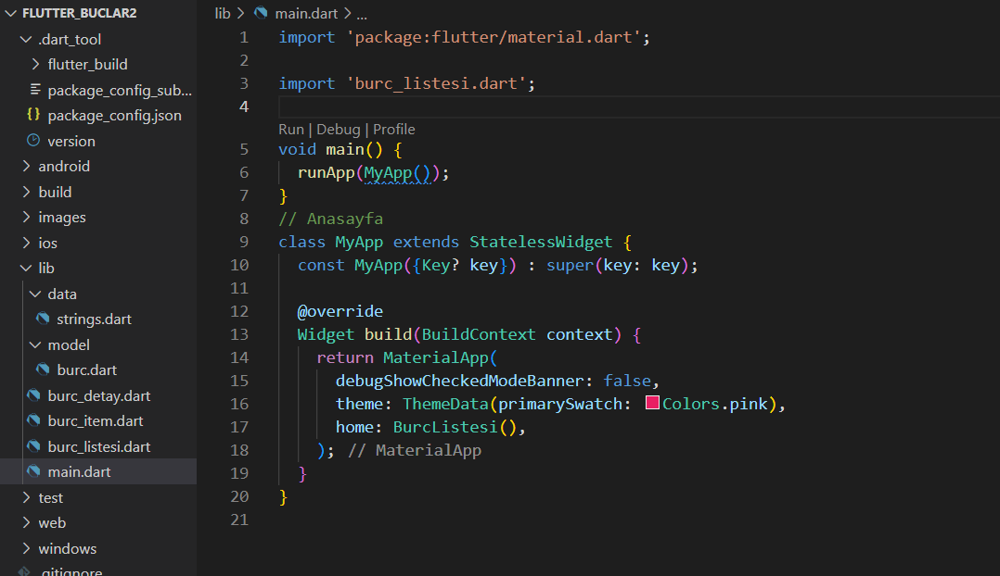 FLUTTER_BUCLAR2
.dart_tool
flutter_build
package_config_sub...
package_config.json
version
android
build
images
ios
lib
data
strings.dart
model
burc.dart
burc_detay.dart
burc_item.dart
burc_listesi.dart
main.dart
test
web
windows
.gitignore
lib > main.dart > ...
1 import 'package:flutter/material.dart';
2
3 import 'burc_listesi.dart';
4
Run | Debug | Profile
5 void main() {
6 runApp(MyApp());
7 }
8 // Anasayfa
9 class MyApp extends StatelessWidget {
10 const MyApp({Key? key}) : super(key: key);
11
12 @override
13 Widget build(BuildContext context) {
14 return MaterialApp(
15 debugShowCheckedModeBanner: false,
16 theme: ThemeData(primarySwatch: Colors.pink),
17 home: BurcListesi(),
18 ); // MaterialApp
19 }
20 }
21